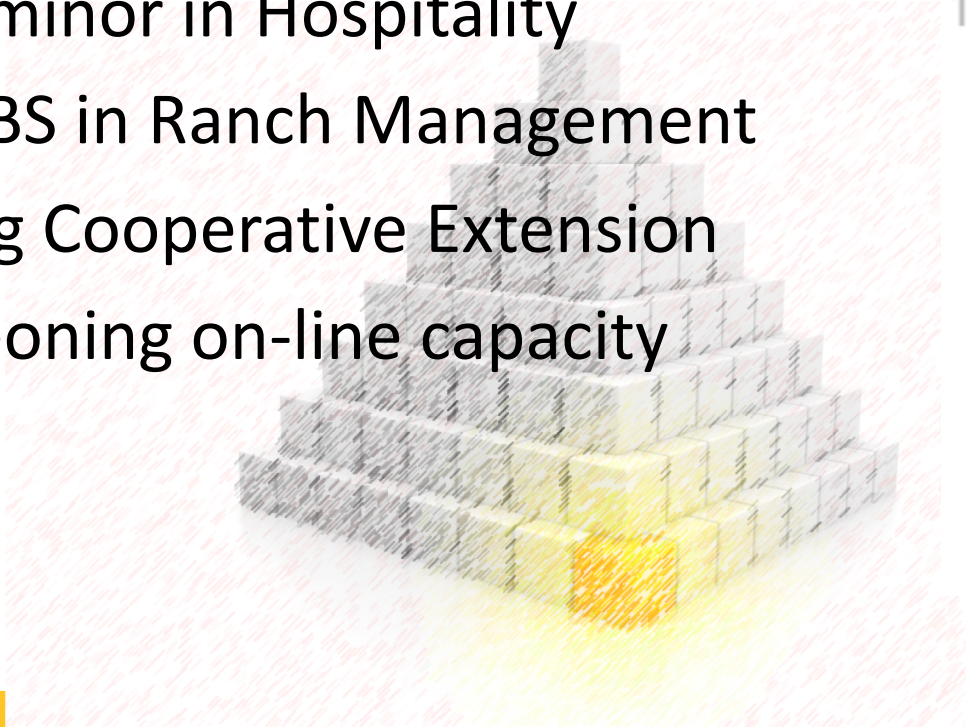 minor in Hospitality
BS in Ranch Management
g Cooperative Extension
oning on-line capacity